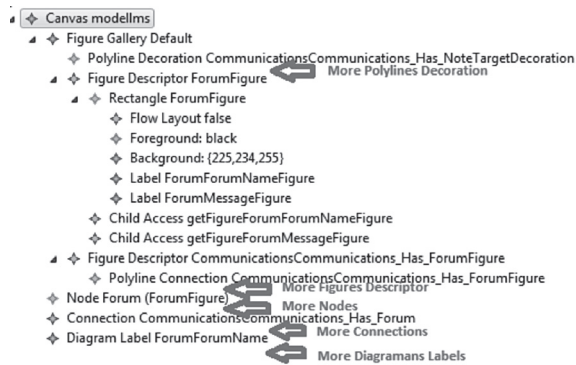 Canvas modellms
Figure Gallery Default
Polyline Decoration CommunicationsCommunications_Has_NoteTargetDecoration
More Polylines Decoration
Figure Descriptor ForumFigure
Rectangle ForumFigure
Flow Layout false
Foreground: black
Background: {225,234,255}
Label ForumForumNameFigure
Label ForumMessageFigure
Child Access getFigureForumForumNameFigure
Child Access getFigureForumMessageFigure
Figure Descriptor CommunicationsCommunications_Has_ForumFigure
Polyline Connection CommunicationsCommunications_Has_ForumFigure
More Figures Descriptor
Node Forum (ForumFigure)
More Nodes
Connection CommunicationsCommunications_Has_Forum
More Connections
Diagram Label ForumForumName
More Diagramans Labels